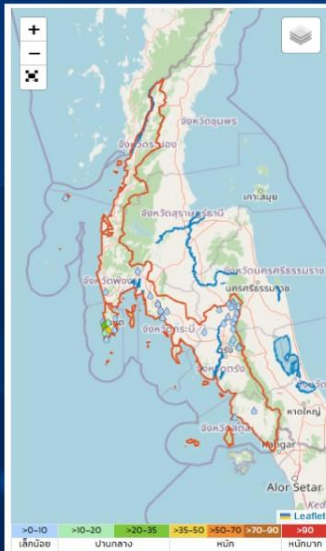 +
−
จังหวัดชุมพร
จังหวัดระนอง
เกาะสมุย
จังหวัดสุราษฎร์ธานี
จังหวัดนครศรีธรรมราช
จังหวัดพังงา
นครศรีธรรมราช
จังหวัดกระบี่
ตรัง
จังหวัดตรัง
หาดใหญ่
จังหวัดสตูล
Kangar
Alor Setar
Leaflet
>0-10 >10-20 >20-35 >35-50 >50-70 >70-90 >90
เล็กน้อย ปานกลาง หนัก หนักมาก